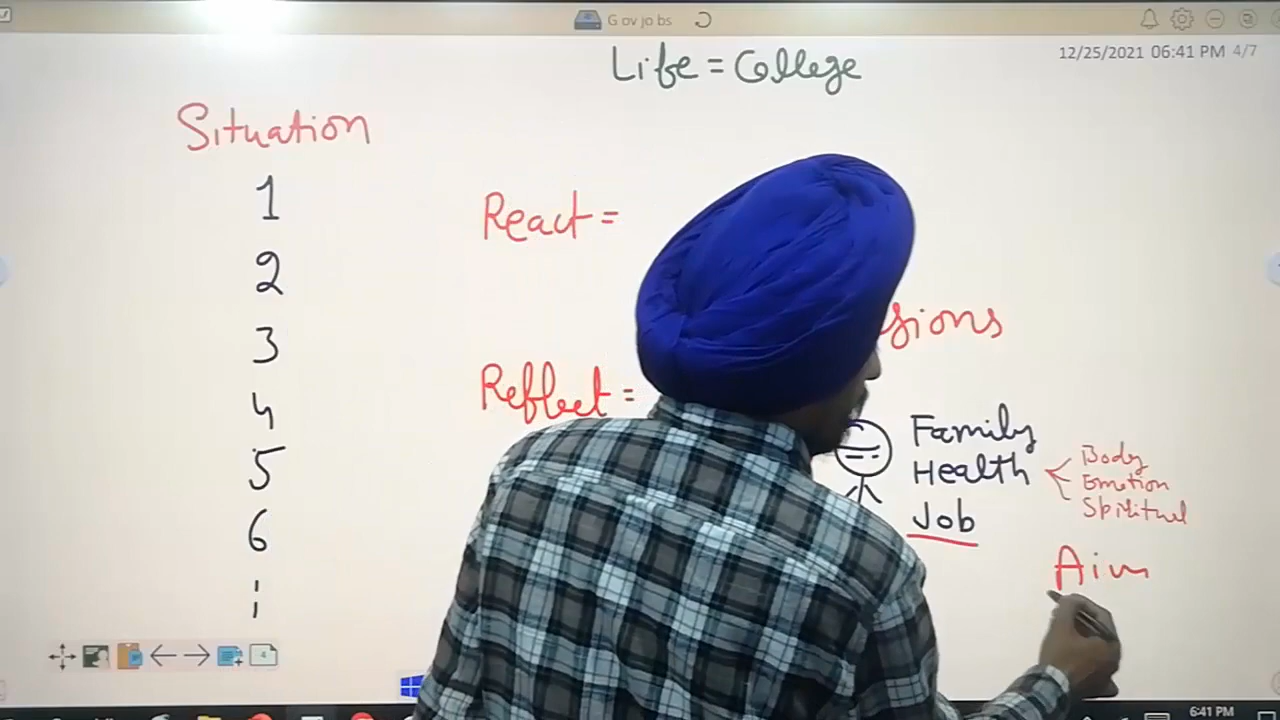 Gov jobs
12/25/2021 06:41 PM 4/7
Life = College
Situation
1
2
3
4
5
6
React =
Reflect =
sions
Family
Health
Job
Body
Emotion
Spiritual
Aim
4
6:41 PM